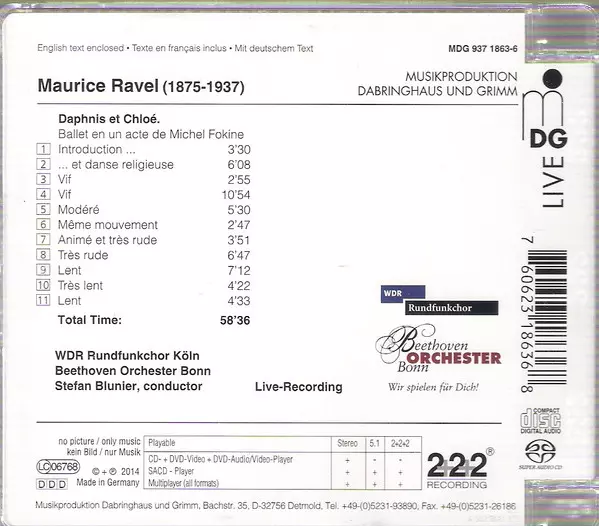 English text enclosed • Texte en français inclus • Mit deutschem Text
MDG 937 1863-6
Maurice Ravel (1875-1937)
MUSIKPRODUKTION
DABRINGHAUS UND GRIMM
Daphnis et Chloé.
Ballet en un acte de Michel Fokine
1 Introduction ... 3'30
2 ... et danse religieuse 6'08
3 Vif 2'55
4 Vif 10'54
5 Modéré 5'30
6 Même mouvement 2'47
7 Animé et très rude 3'51
8 Très rude 6'47
9 Lent 7'12
10 Très lent 4'22
11 Lent 4'33
Total Time: 58'36
WDR Rundfunkchor Köln
Beethoven Orchester Bonn
Stefan Blunier, conductor
Live-Recording
MDG
LIVE
7 60623 18636 8
WDR
Rundfunkchor
Beethoven
ORCHESTER
Bonn
Wir spielen für Dich!
COMPACT
disc
DIGITAL AUDIO
SUPER AUDIO CD
no picture / only music
kein Bild / nur Musik
LC 06768
℗ + © 2014
DDD
Made in Germany
Playable Stereo 5.1 2+2+2
CD- + DVD-Video + DVD-Audio/Video-Player + - -
SACD - Player + + -
Multiplayer (all formats) + + +
2+2+2®
RECORDING
Musikproduktion Dabringhaus und Grimm, Bachstr. 35, D-32756 Detmold, Tel. +49-(0)5231-93890, Fax. +49-(0)5231-26186